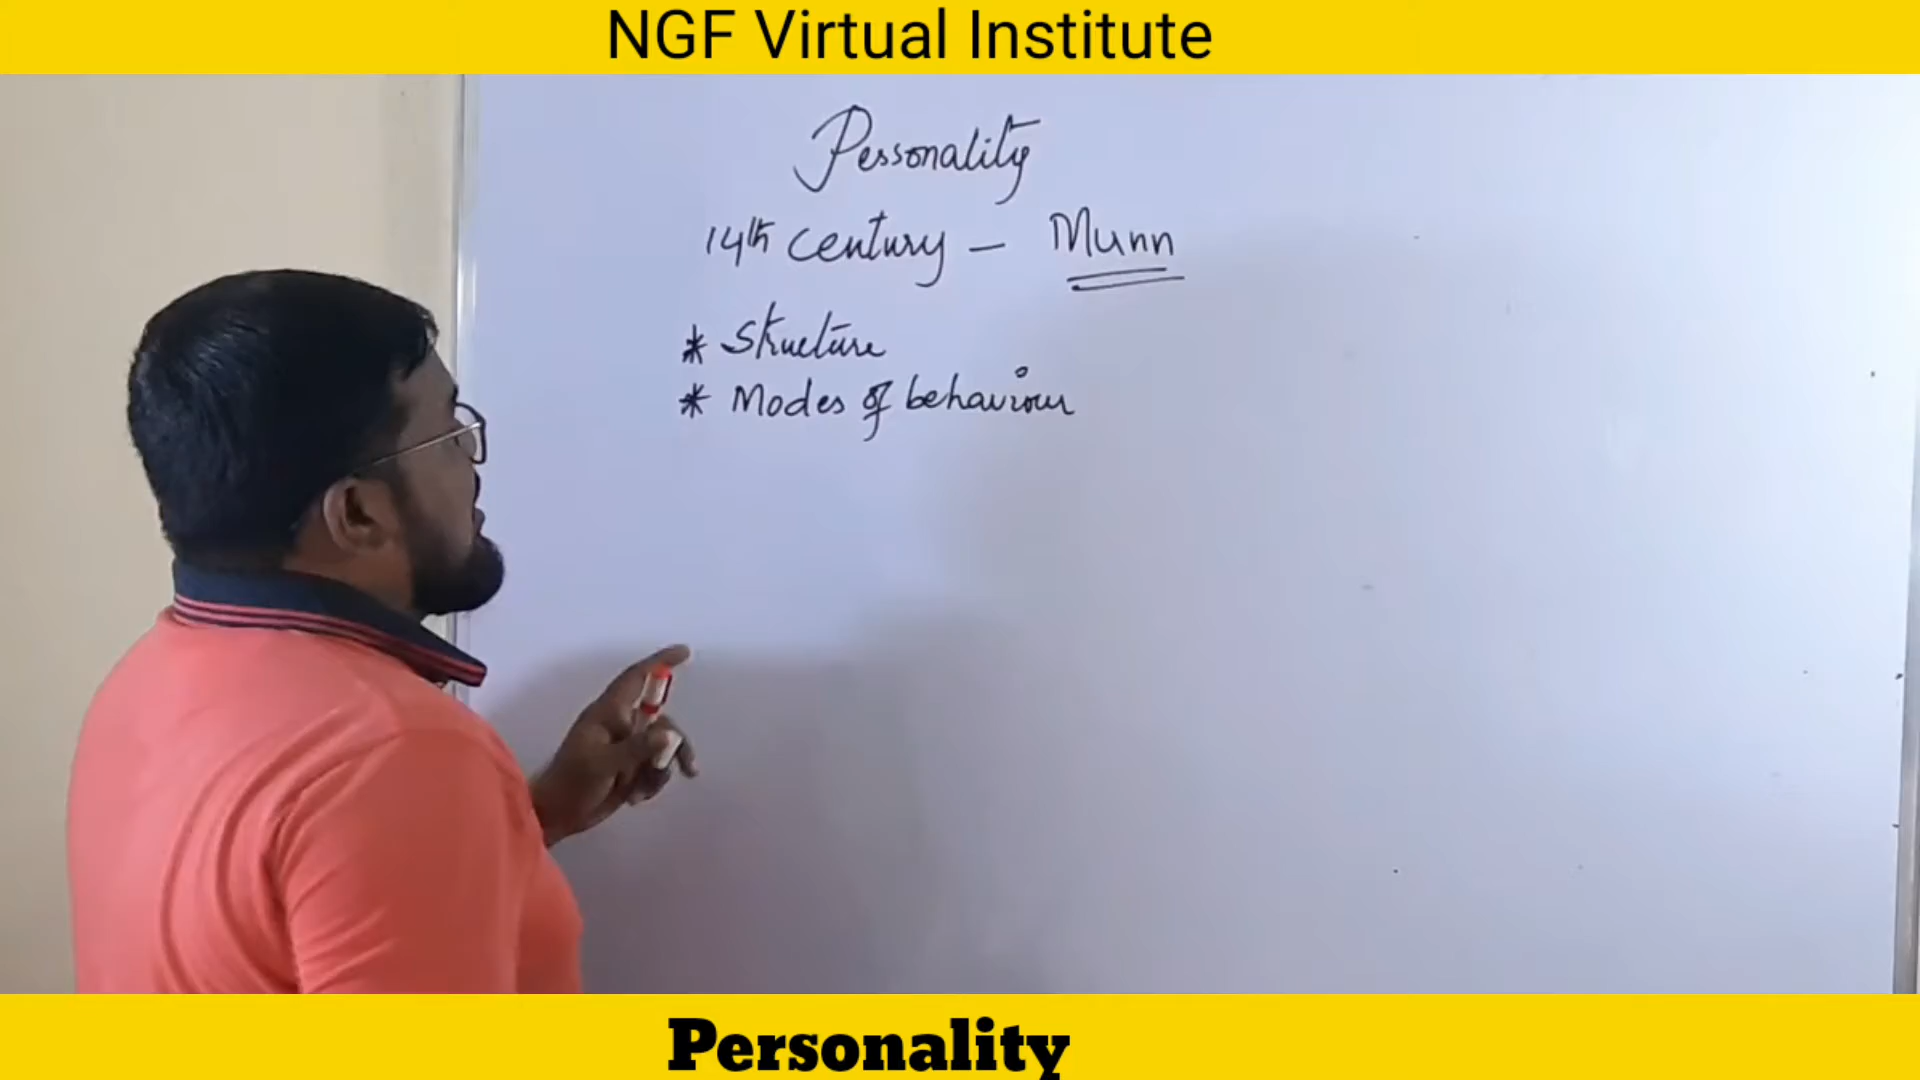 NGF Virtual Institute
Personality
14th century - Munn
* Structure
* Modes of behaviour
Personality